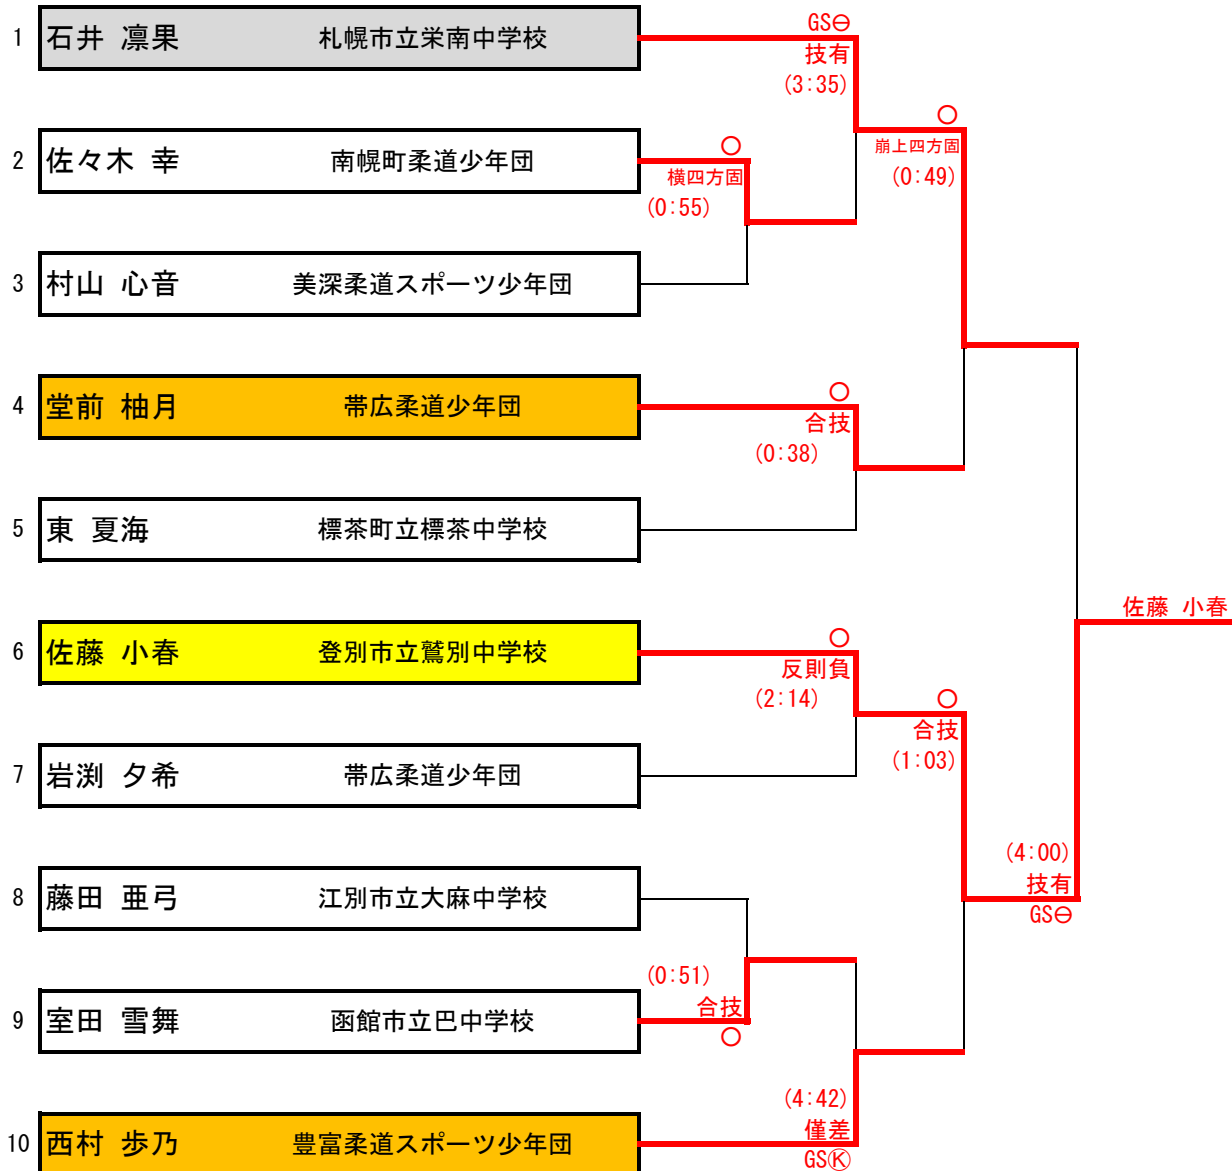 1 石井 凛果 札幌市立栄南中学校
GS⊖
技有
(3:35)
2 佐々木 幸 南幌町柔道少年団
○
横四方固
(0:55)
○
崩上四方固
(0:49)
3 村山 心音 美深柔道スポーツ少年団
4 堂前 柚月 帯広柔道少年団
○
合技
(0:38)
5 東 夏海 標茶町立標茶中学校
佐藤 小春
6 佐藤 小春 登別市立鷲別中学校
○
反則負
(2:14)
○
合技
(1:03)
7 岩渕 夕希 帯広柔道少年団
(4:00)
技有
GS⊖
8 藤田 亜弓 江別市立大麻中学校
(0:51)
合技
○
9 室田 雪舞 函館市立巴中学校
(4:42)
僅差
GSⓀ
10 西村 歩乃 豊富柔道スポーツ少年団